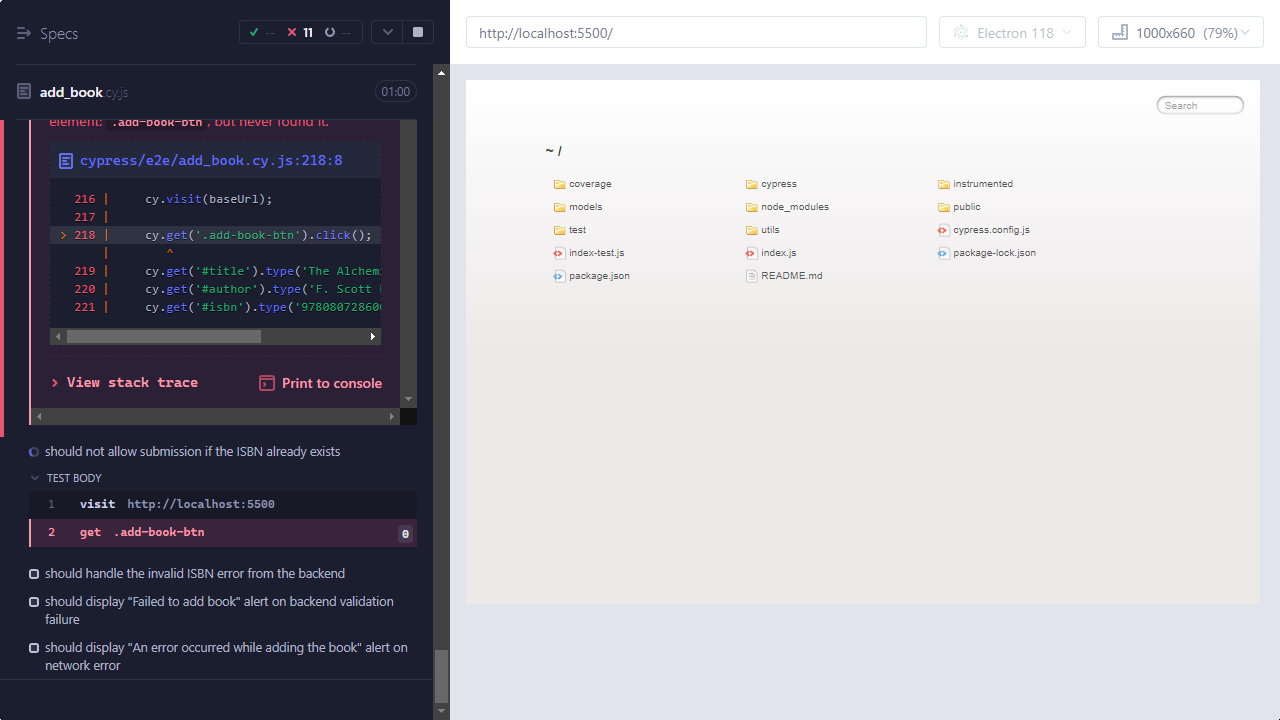 Specs
-- 11 --
add_book.cy.js 01:00
element: .add-book-btn, but never found it.
cypress/e2e/add_book.cy.js:218:8
216 | cy.visit(baseUrl);
217 |
> 218 | cy.get('.add-book-btn').click();
| ^
219 | cy.get('#title').type('The Alchemi
220 | cy.get('#author').type('F. Scott
221 | cy.get('#isbn').type('978080728600
View stack trace
Print to console
should not allow submission if the ISBN already exists
TEST BODY
1 visit http://localhost:5500
2 get .add-book-btn 0
should handle the invalid ISBN error from the backend
should display "Failed to add book" alert on backend validation
failure
should display "An error occurred while adding the book" alert on
network error
http://localhost:5500/
Electron 118
1000x660 (79%)
Search
~ /
coverage cypress instrumented
models node_modules public
test utils cypress.config.js
index-test.js index.js package-lock.json
package.json README.md